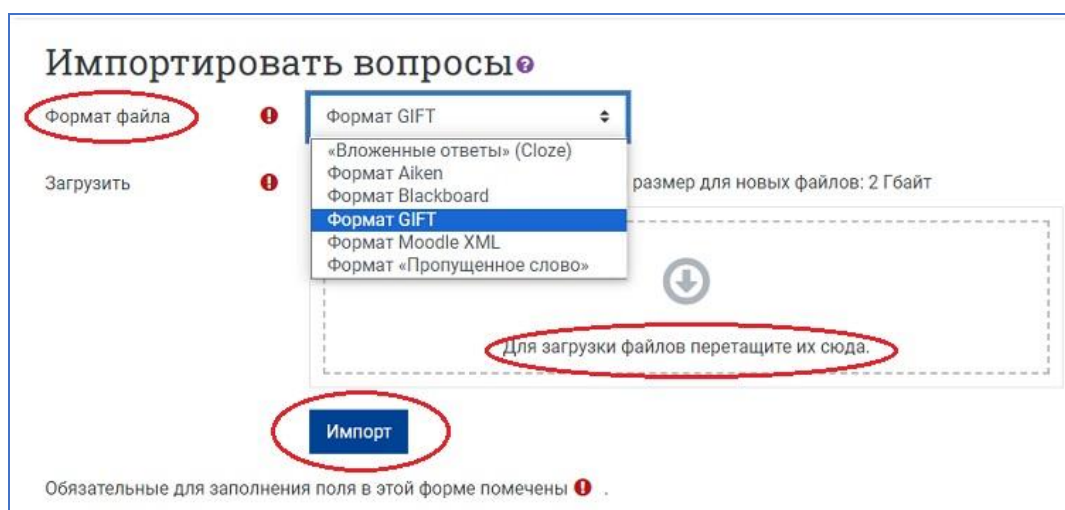 Импортировать вопросы?
Формат файла ! Формат GIFT
«Вложенные ответы» (Cloze)
Формат Aiken
Загрузить ! размер для новых файлов: 2 Гбайт
Формат Blackboard
Формат GIFT
Формат Moodle XML
Формат «Пропущенное слово»
Для загрузки файлов перетащите их сюда.
Импорт
Обязательные для заполнения поля в этой форме помечены ! .